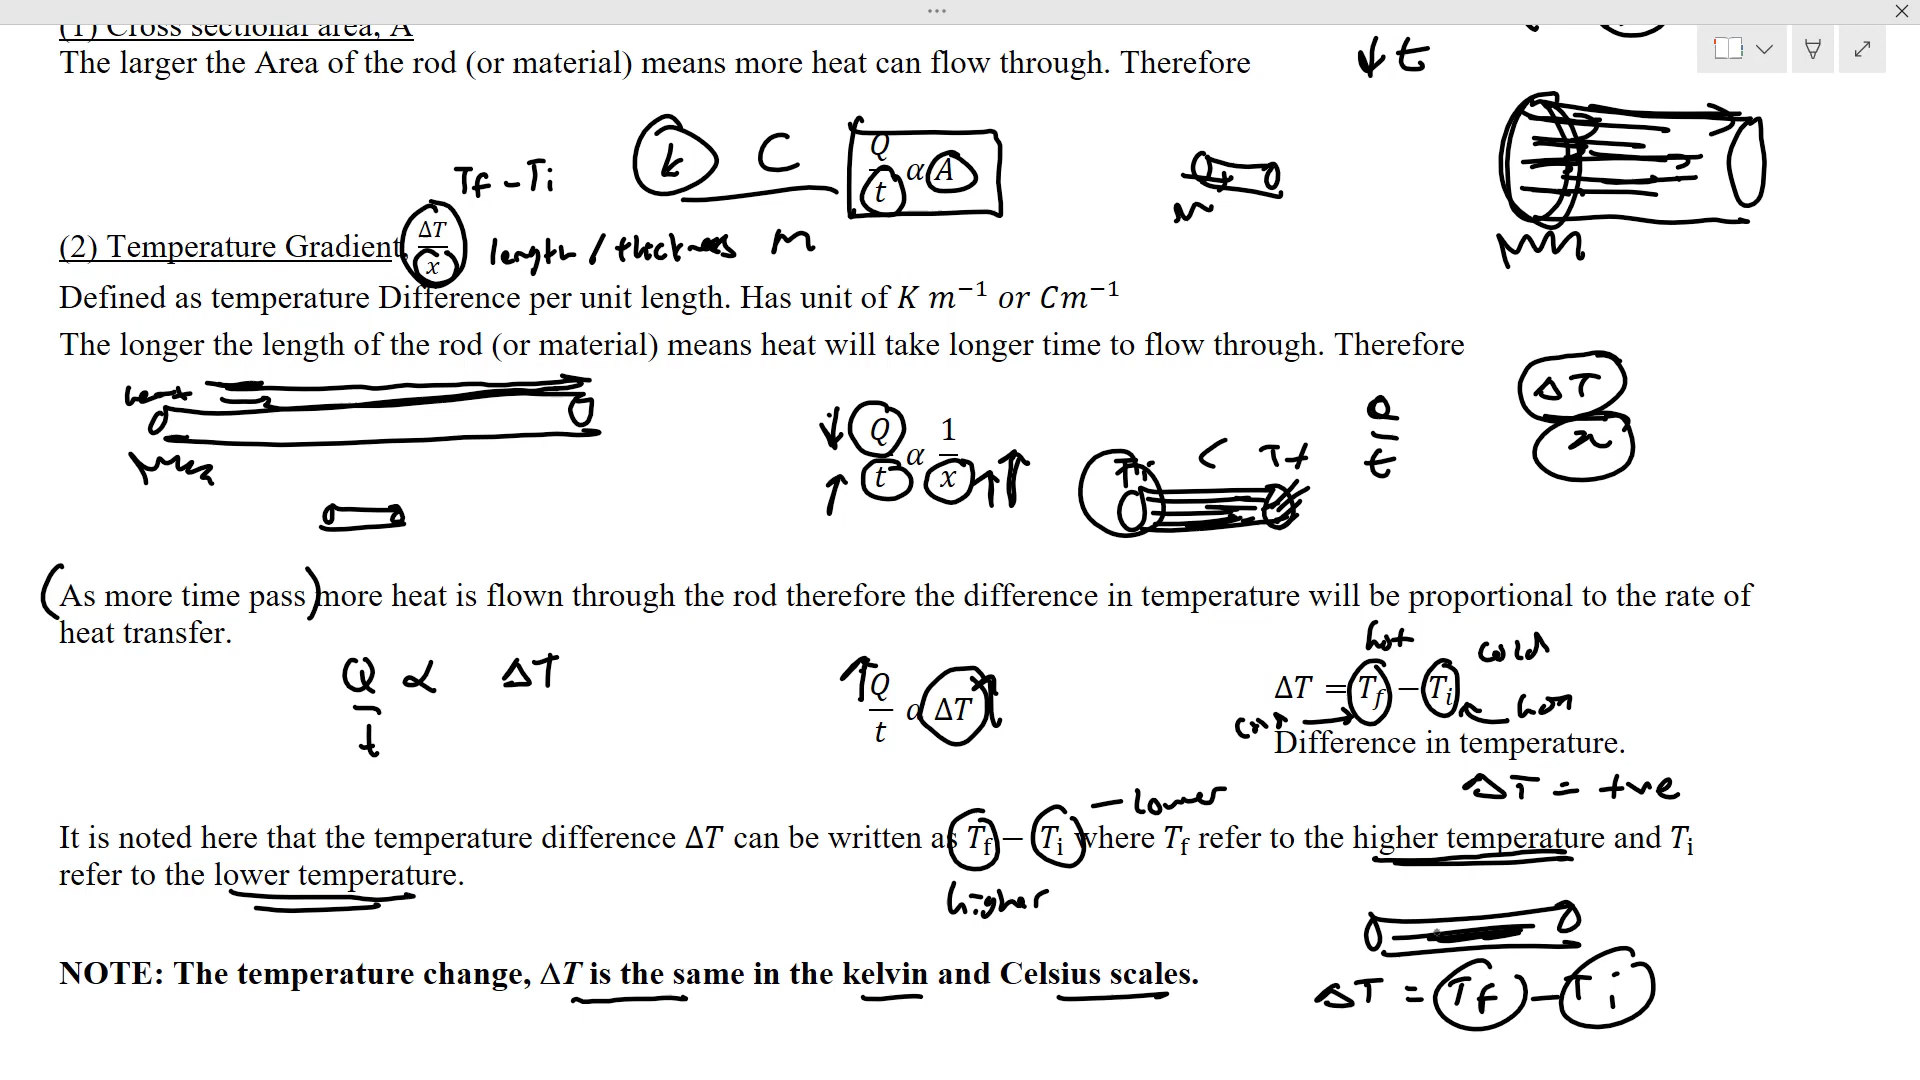 (1) Cross sectional area, A
The larger the Area of the rod (or material) means more heat can flow through. Therefore
↓ t
k C Q/t α A
Tf - Ti
(2) Temperature Gradient, ΔT/x length / thickness m
Defined as temperature Difference per unit length. Has unit of K m⁻¹ or Cm⁻¹
The longer the length of the rod (or material) means heat will take longer time to flow through. Therefore
heat
↓ Q/t α 1/x ↑
Ti < Tf
Q/t
ΔT/x
As more time pass more heat is flown through the rod therefore the difference in temperature will be proportional to the rate of
heat transfer.
Q/t α ΔT
↑ Q/t α ΔT
hot cold
ΔT = Tf − Ti
hot
Difference in temperature.
ΔT = +ve
- lower
It is noted here that the temperature difference ΔT can be written as Tf − Ti where Tf refer to the higher temperature and Ti
refer to the lower temperature.
higher
NOTE: The temperature change, ΔT is the same in the kelvin and Celsius scales.
ΔT = Tf - Ti